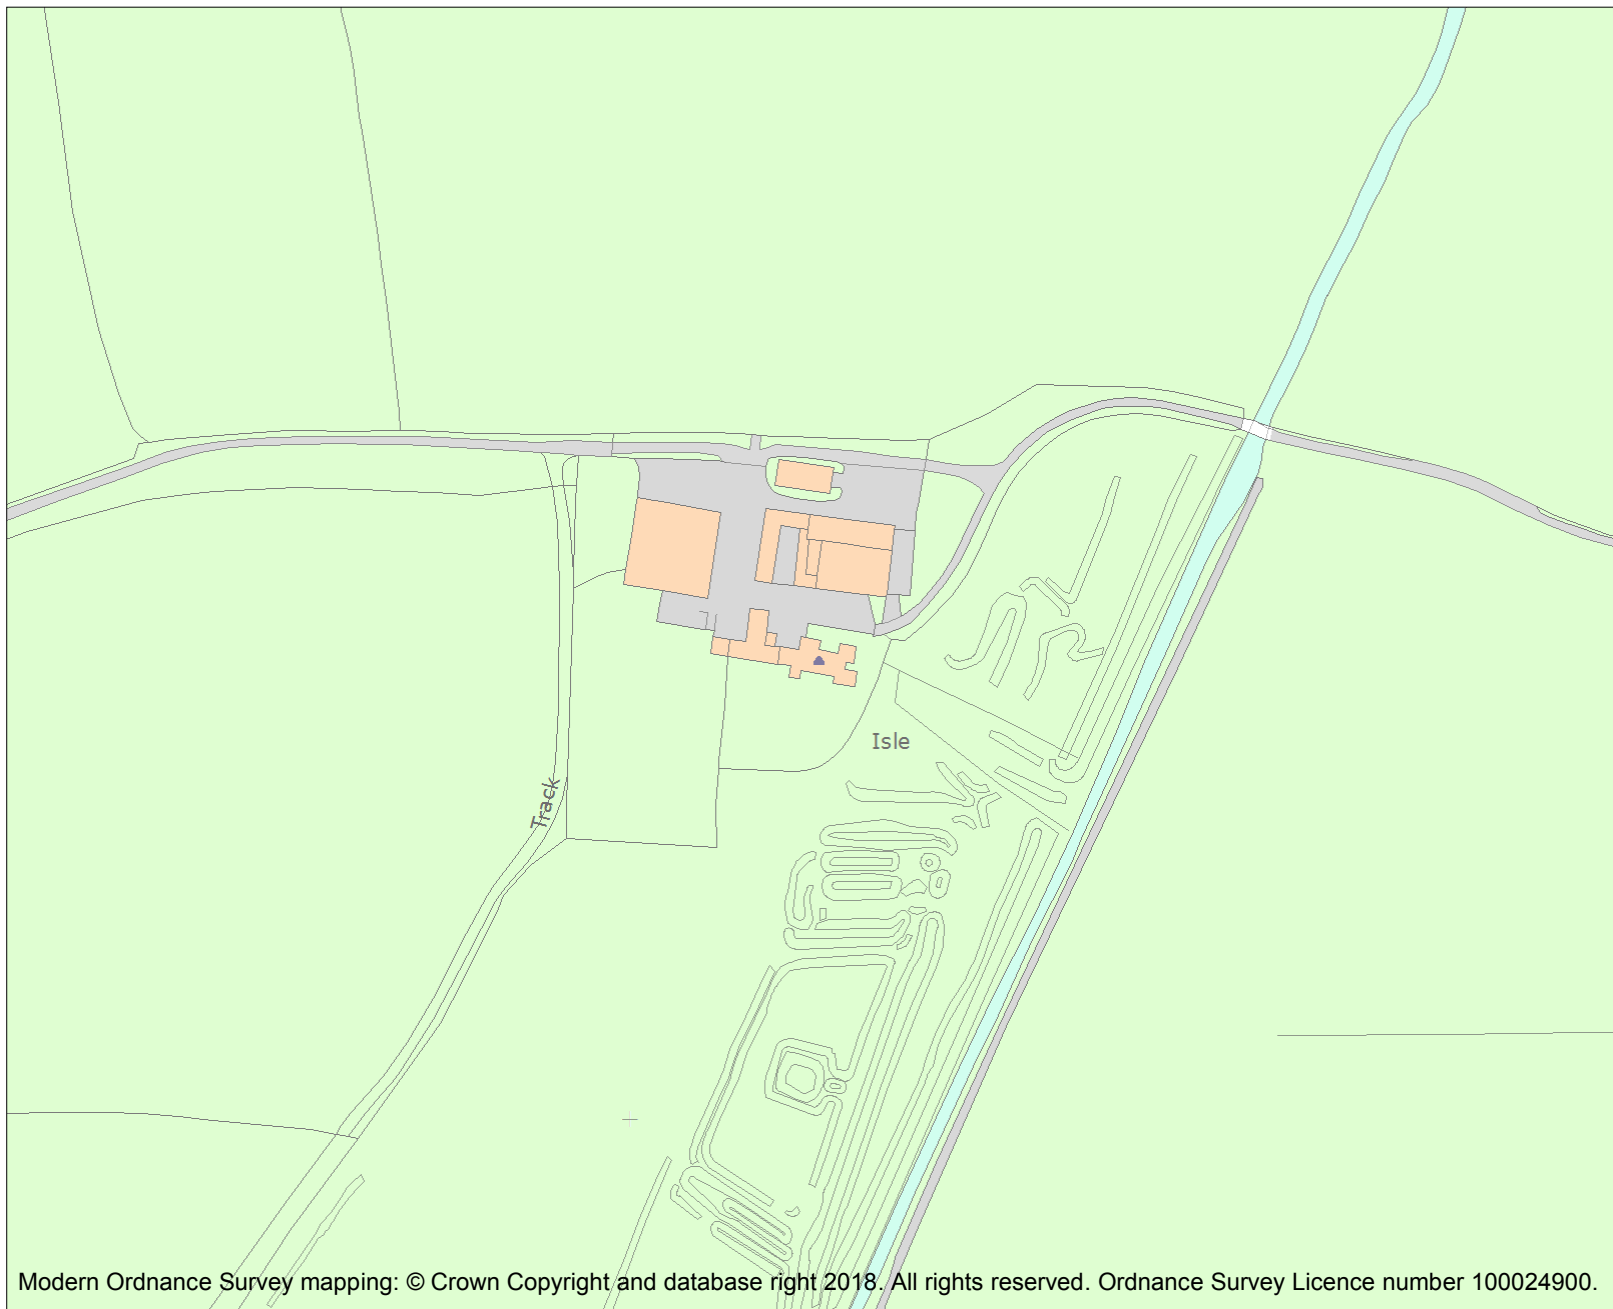 Isle
Track
Modern Ordnance Survey mapping: © Crown Copyright and database right 2018. All rights reserved. Ordnance Survey Licence number 100024900.